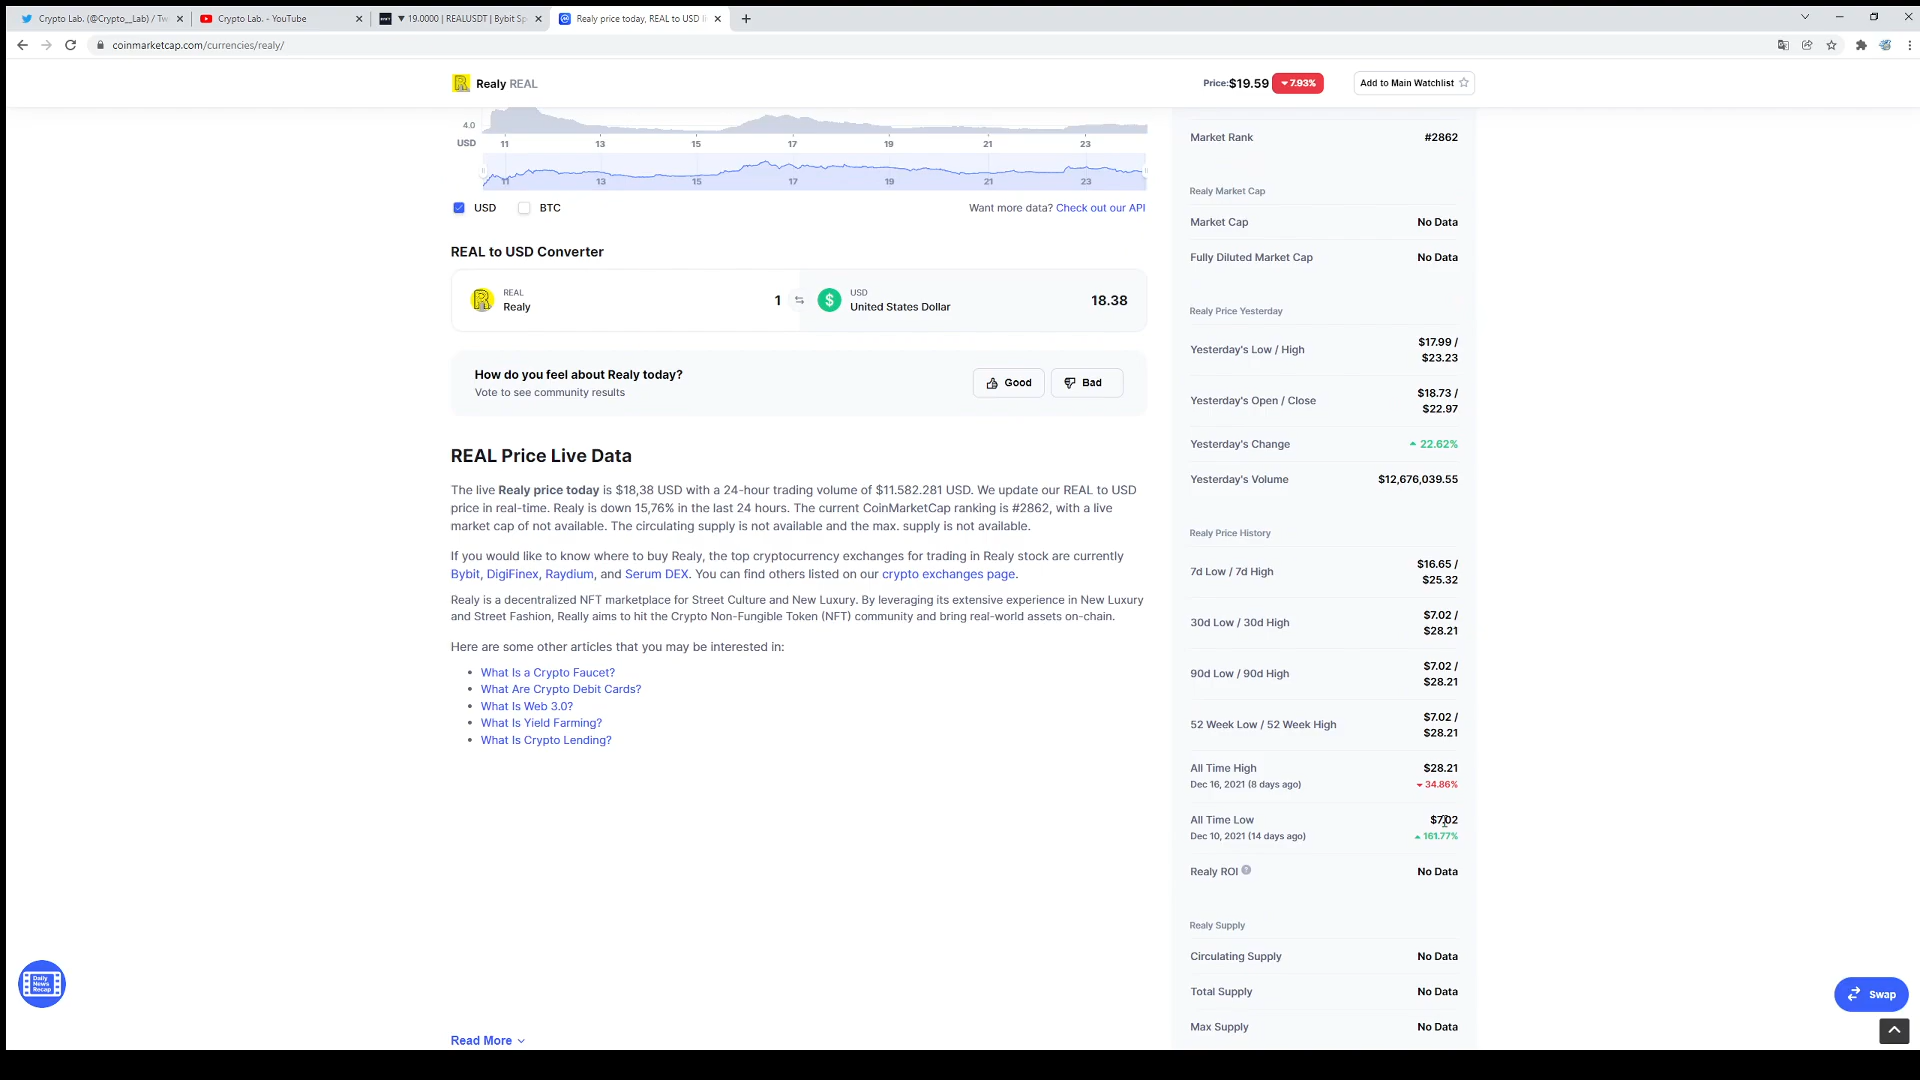 Crypto Lab. (@Crypto__Lab) / Tw
Crypto Lab. - YouTube
▼ 19.0000 | REALUSDT | Bybit Sp
Realy price today, REAL to USD li
coinmarketcap.com/currencies/realy/
Realy REAL
Price:$19.59
7.93%
Add to Main Watchlist
4.0
USD
11 13 15 17 19 21 23
11 13 15 17 19 21 23
USD
BTC
Want more data? Check out our API
REAL to USD Converter
REAL
Realy
1
USD
United States Dollar
18.38
How do you feel about Realy today?
Vote to see community results
Good
Bad
REAL Price Live Data
The live Realy price today is $18,38 USD with a 24-hour trading volume of $11.582.281 USD. We update our REAL to USD
price in real-time. Realy is down 15,76% in the last 24 hours. The current CoinMarketCap ranking is #2862, with a live
market cap of not available. The circulating supply is not available and the max. supply is not available.
If you would like to know where to buy Realy, the top cryptocurrency exchanges for trading in Realy stock are currently
Bybit, DigiFinex, Raydium, and Serum DEX. You can find others listed on our crypto exchanges page.
Realy is a decentralized NFT marketplace for Street Culture and New Luxury. By leveraging its extensive experience in New Luxury
and Street Fashion, Really aims to hit the Crypto Non-Fungible Token (NFT) community and bring real-world assets on-chain.
Here are some other articles that you may be interested in:
• What Is a Crypto Faucet?
• What Are Crypto Debit Cards?
• What Is Web 3.0?
• What Is Yield Farming?
• What Is Crypto Lending?
Read More
Market Rank
#2862
Realy Market Cap
Market Cap
No Data
Fully Diluted Market Cap
No Data
Realy Price Yesterday
Yesterday's Low / High
$17.99 /
$23.23
Yesterday's Open / Close
$18.73 /
$22.97
Yesterday's Change
22.62%
Yesterday's Volume
$12,676,039.55
Realy Price History
7d Low / 7d High
$16.65 /
$25.32
30d Low / 30d High
$7.02 /
$28.21
90d Low / 90d High
$7.02 /
$28.21
52 Week Low / 52 Week High
$7.02 /
$28.21
All Time High
$28.21
Dec 16, 2021 (8 days ago)
34.86%
All Time Low
$7.02
Dec 10, 2021 (14 days ago)
161.77%
Realy ROI
No Data
Realy Supply
Circulating Supply
No Data
Total Supply
No Data
Max Supply
No Data
Daily
News
Recap
Swap